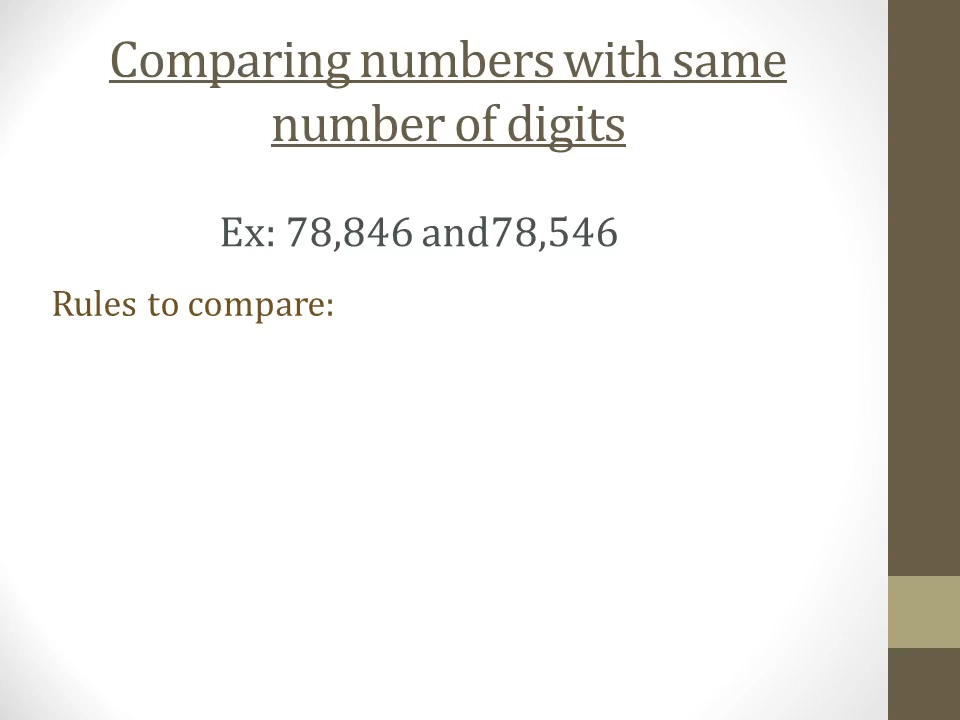 Comparing numbers with same
number of digits
Ex: 78,846 and78,546
Rules to compare: